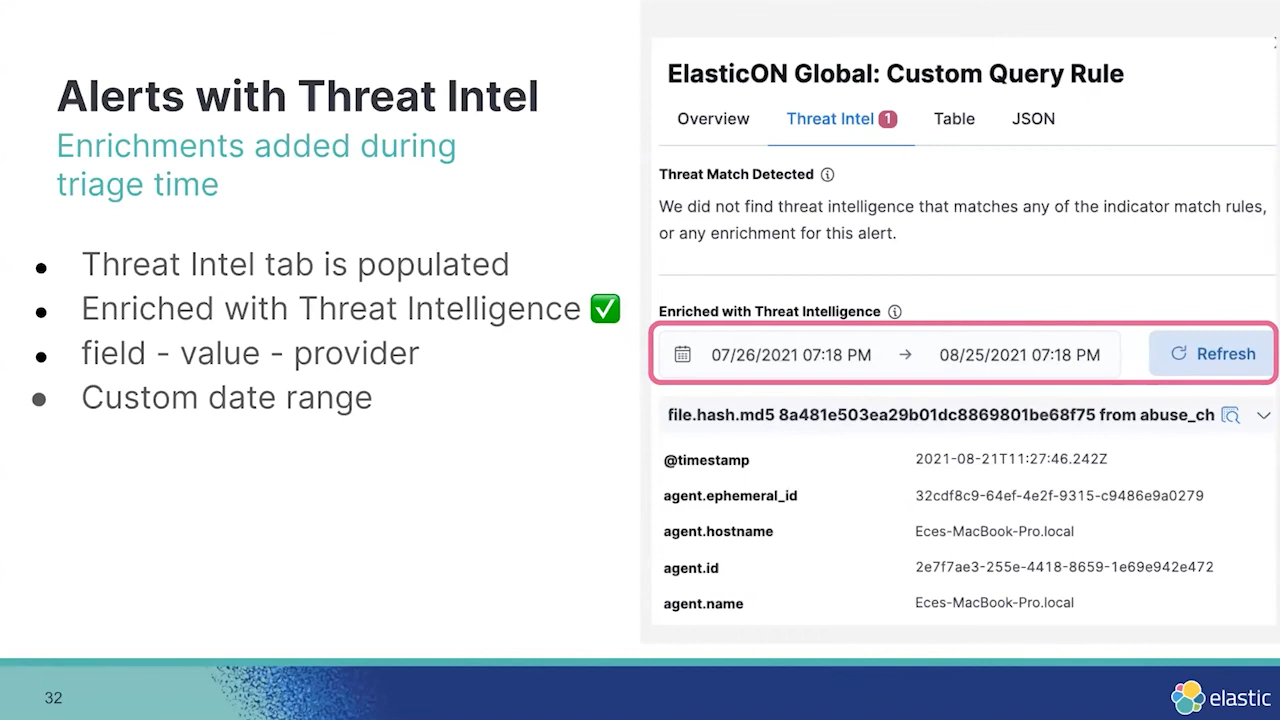 Alerts with Threat Intel
Enrichments added during
triage time
Threat Intel tab is populated
Enriched with Threat Intelligence ✅
field - value - provider
Custom date range
ElasticON Global: Custom Query Rule
Overview Threat Intel 1 Table JSON
Threat Match Detected
We did not find threat intelligence that matches any of the indicator match rules,
or any enrichment for this alert.
Enriched with Threat Intelligence
07/26/2021 07:18 PM → 08/25/2021 07:18 PM Refresh
file.hash.md5 8a481e503ea29b01dc8869801be68f75 from abuse_ch
@timestamp 2021-08-21T11:27:46.242Z
agent.ephemeral_id 32cdf8c9-64ef-4e2f-9315-c9486e9a0279
agent.hostname Eces-MacBook-Pro.local
agent.id 2e7f7ae3-255e-4418-8659-1e69e942e472
agent.name Eces-MacBook-Pro.local
32
elastic